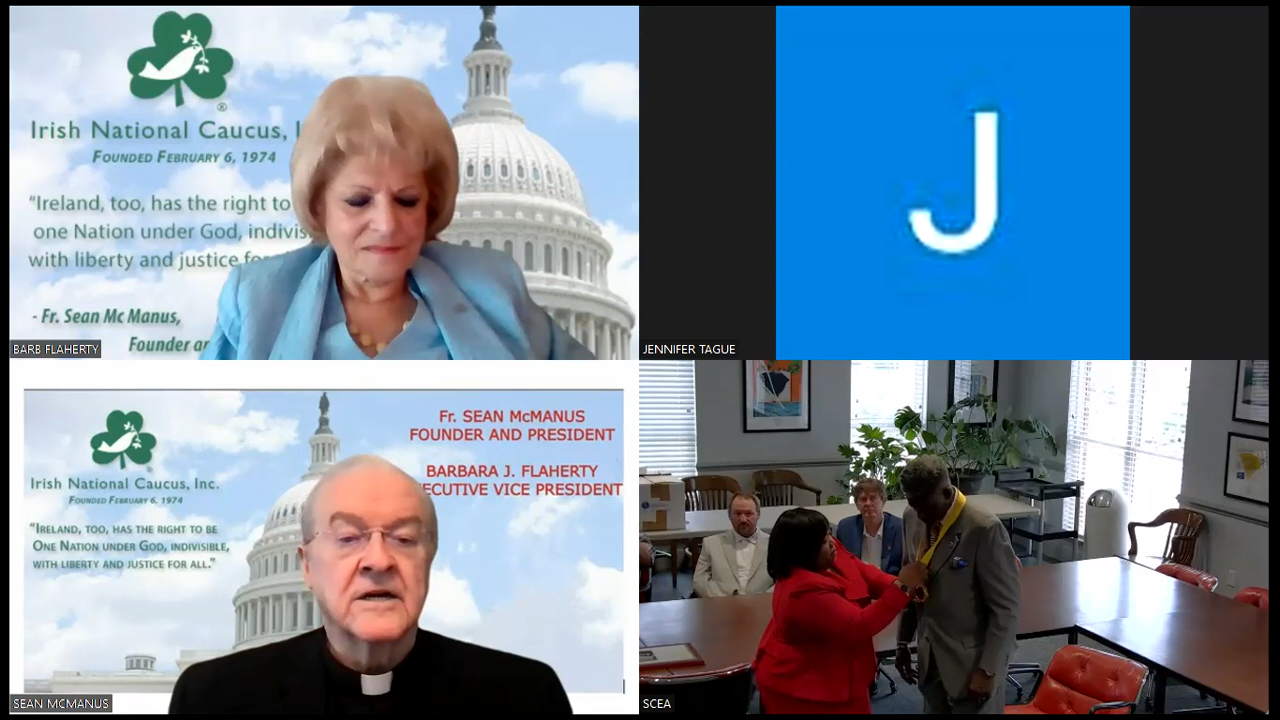 ®
Irish National Caucus, I
FOUNDED FEBRUARY 6, 1974
"Ireland, too, has the right to
one Nation under God, indivis
with liberty and justice for
- Fr. Sean Mc Manus,
Founder an
BARB FLAHERTY
J
JENNIFER TAGUE
Fr. SEAN McMANUS
FOUNDER AND PRESIDENT
BARBARA J. FLAHERTY
ECUTIVE VICE PRESIDENT
®
Irish National Caucus, Inc.
FOUNDED FEBRUARY 6, 1974
"IRELAND, TOO, HAS THE RIGHT TO BE
ONE NATION UNDER GOD, INDIVISIBLE,
WITH LIBERTY AND JUSTICE FOR ALL."
SEAN MCMANUS
SCEA